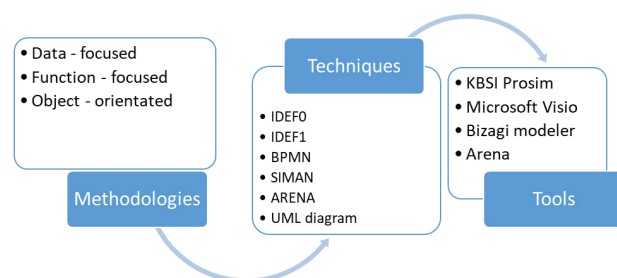 • Data - focused
• Function - focused
• Object - orientated
Methodologies
Techniques
• IDEF0
• IDEF1
• BPMN
• SIMAN
• ARENA
• UML diagram
• KBSI Prosim
• Microsoft Visio
• Bizagi modeler
• Arena
Tools